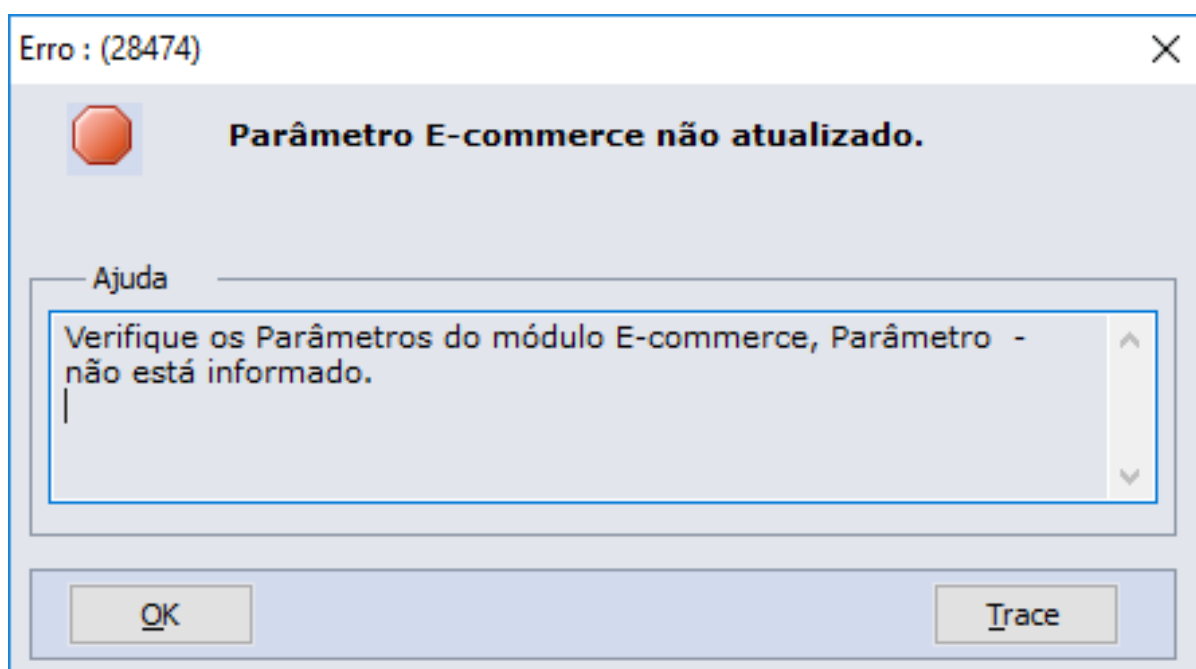 Erro : (28474)
Parâmetro E-commerce não atualizado.
Ajuda
Verifique os Parâmetros do módulo E-commerce, Parâmetro  -
não está informado.
OK
Trace